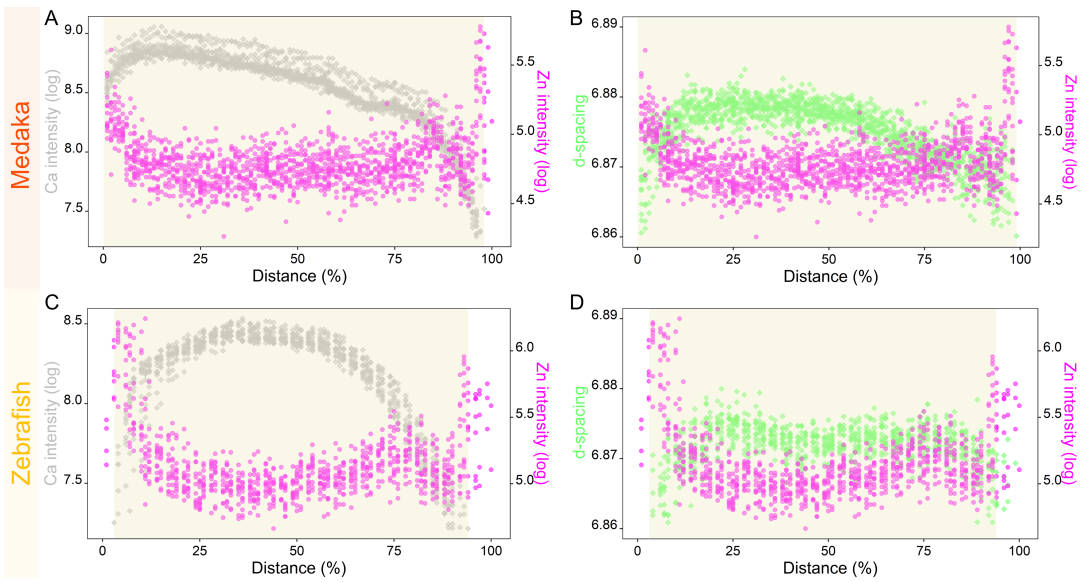 Medaka
A
Ca intensity (log)
9.0
8.5
8.0
7.5
5.5
5.0
4.5
Zn intensity (log)
0 25 50 75 100
Distance (%)
B
d-spacing
6.89
6.88
6.87
6.86
5.5
5.0
4.5
Zn intensity (log)
0 25 50 75 100
Distance (%)
Zebrafish
C
Ca intensity (log)
8.5
8.0
7.5
6.0
5.5
5.0
Zn intensity (log)
0 25 50 75 100
Distance (%)
D
d-spacing
6.89
6.88
6.87
6.86
6.0
5.5
5.0
Zn intensity (log)
0 25 50 75 100
Distance (%)